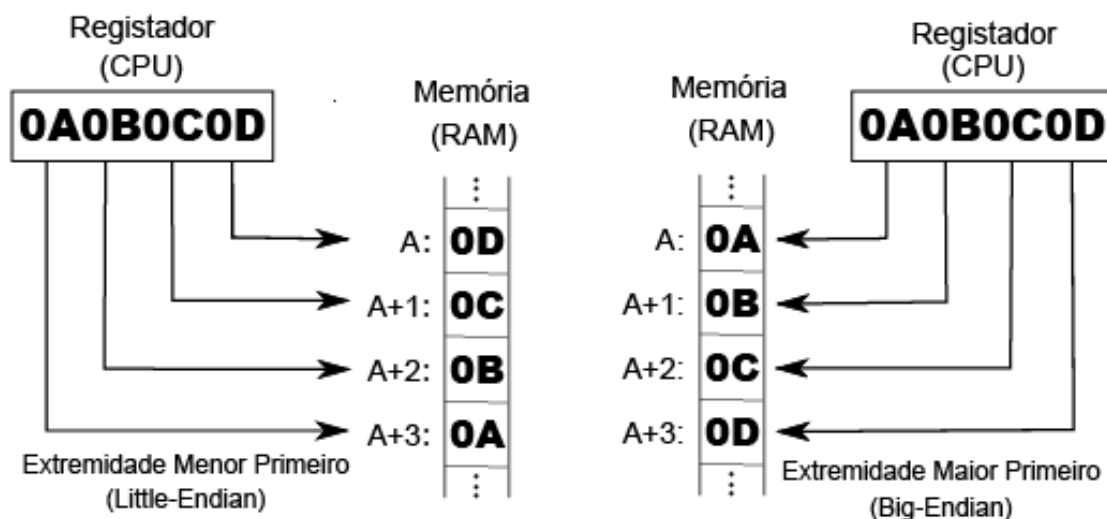 Registador
(CPU)
0A0B0C0D
Memória
(RAM)
A: 0D
A+1: 0C
A+2: 0B
A+3: 0A
Extremidade Menor Primeiro
(Little-Endian)
Registador
(CPU)
0A0B0C0D
Memória
(RAM)
A: 0A
A+1: 0B
A+2: 0C
A+3: 0D
Extremidade Maior Primeiro
(Big-Endian)